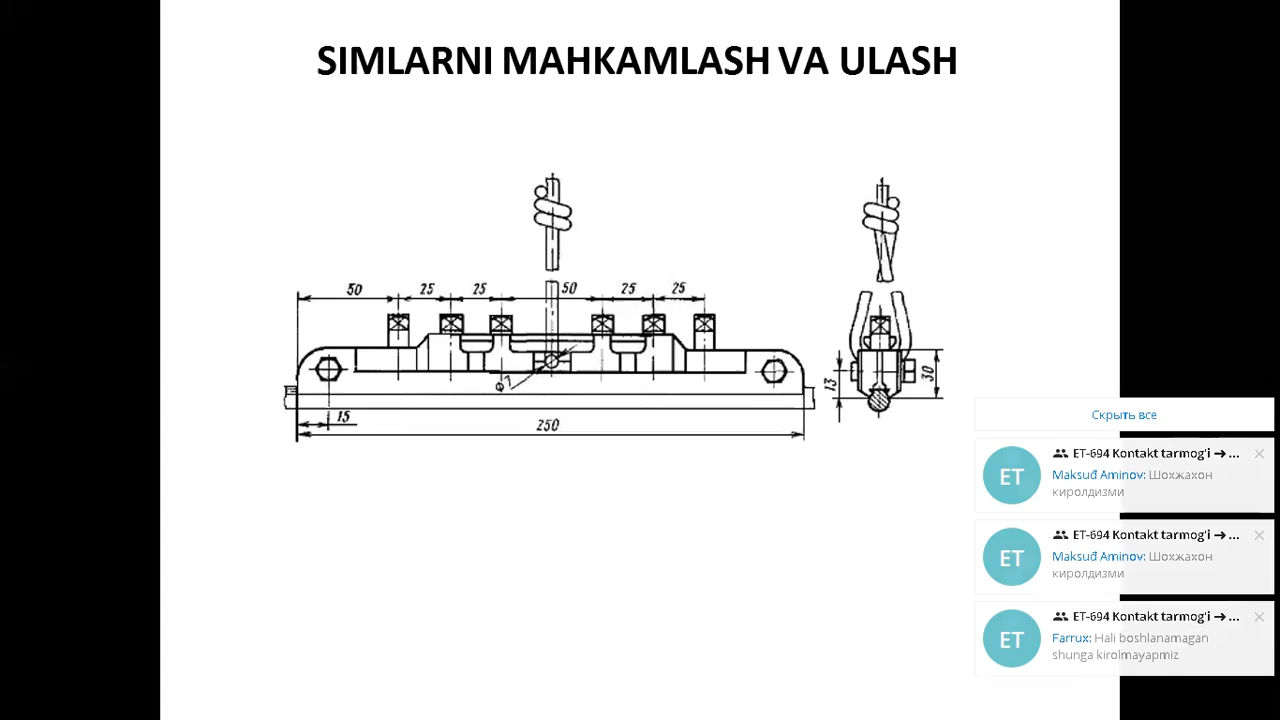 SIMLARNI MAHKAMLASH VA ULASH
50 25 25 50 25 25
Ø7
13
30
15
250
Скрыть все
ET
ET-694 Kontakt tarmog'i → ...
Maksud Aminov: Шохжахон
киролдизми
ET
ET-694 Kontakt tarmog'i → ...
Maksud Aminov: Шохжахон
киролдизми
ET
ET-694 Kontakt tarmog'i → ...
Farrux: Hali boshlanamagan
shunga kirolmayapmiz